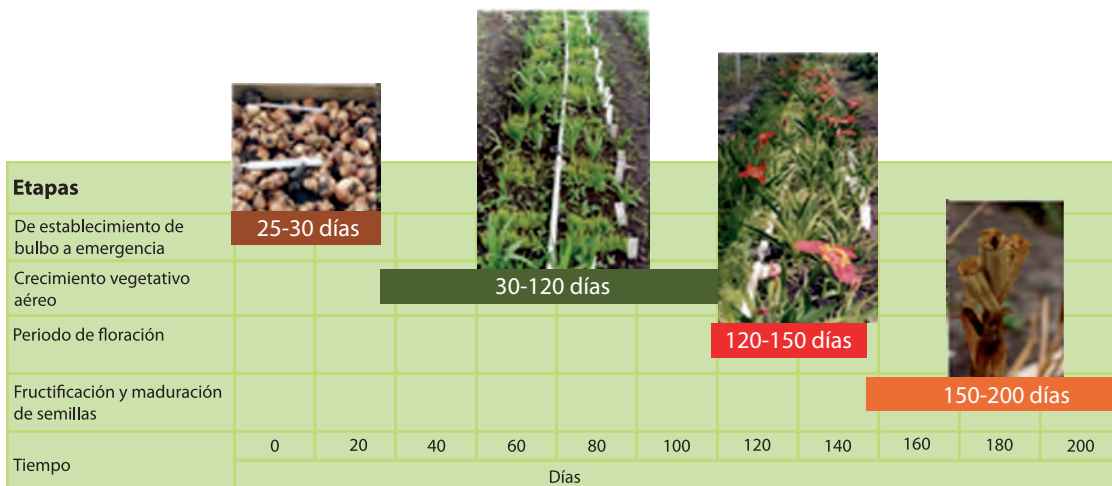 Etapas
De establecimiento de
bulbo a emergencia
25-30 días
Crecimiento vegetativo
aéreo
30-120 días
Periodo de floración
120-150 días
Fructificación y maduración
de semillas
150-200 días
Tiempo
0 20 40 60 80 100 120 140 160 180 200
Días